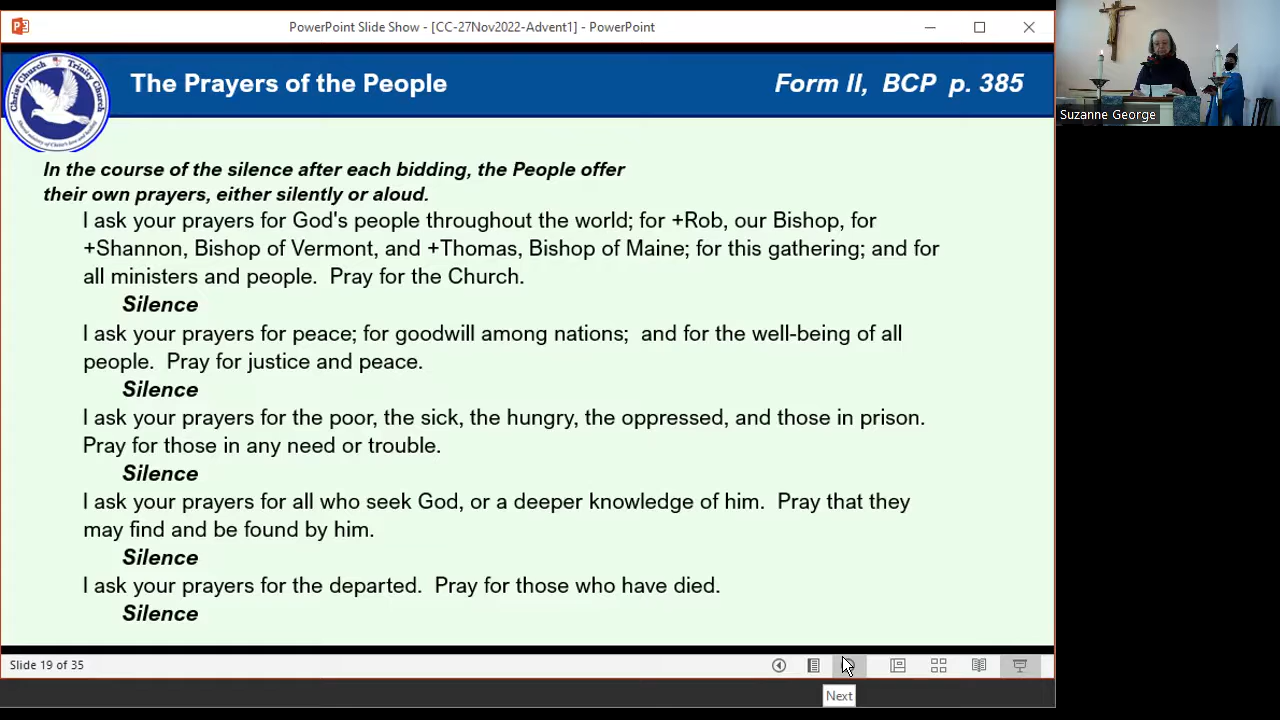 PowerPoint Slide Show - [CC-27Nov2022-Advent1] - PowerPoint
Christ Church Trinity Church
The Prayers of the People
Form II, BCP p. 385
Suzanne George
In the course of the silence after each bidding, the People offer
their own prayers, either silently or aloud.
I ask your prayers for God's people throughout the world; for +Rob, our Bishop, for
+Shannon, Bishop of Vermont, and +Thomas, Bishop of Maine; for this gathering; and for
all ministers and people. Pray for the Church.
Silence
I ask your prayers for peace; for goodwill among nations; and for the well-being of all
people. Pray for justice and peace.
Silence
I ask your prayers for the poor, the sick, the hungry, the oppressed, and those in prison.
Pray for those in any need or trouble.
Silence
I ask your prayers for all who seek God, or a deeper knowledge of him. Pray that they
may find and be found by him.
Silence
I ask your prayers for the departed. Pray for those who have died.
Silence
Slide 19 of 35
Next